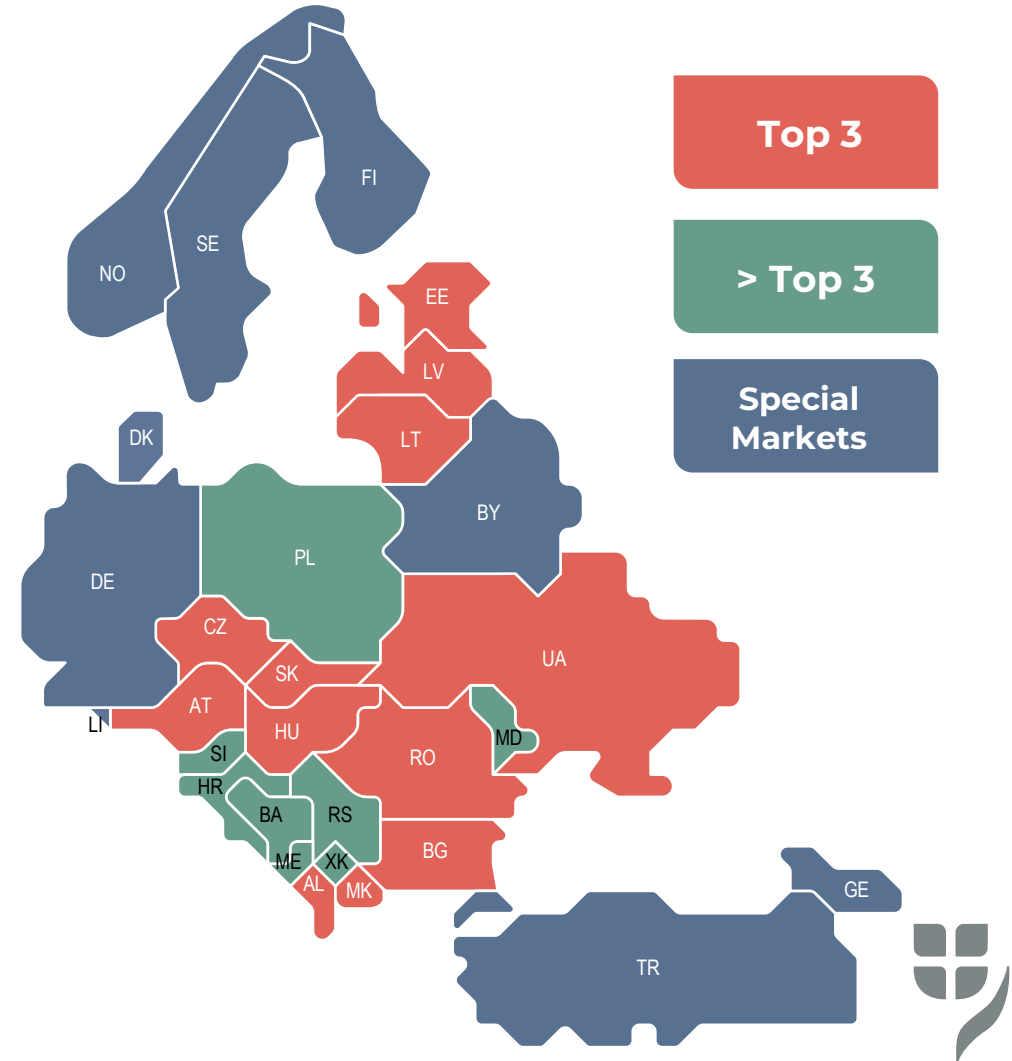 Top 3
> Top 3
Special
Markets
NO
SE
FI
EE
LV
LT
DK
BY
DE
PL
CZ
SK
UA
AT
LI
HU
SI
RO
MD
HR
BA
RS
BG
ME
XK
AL
MK
GE
TR